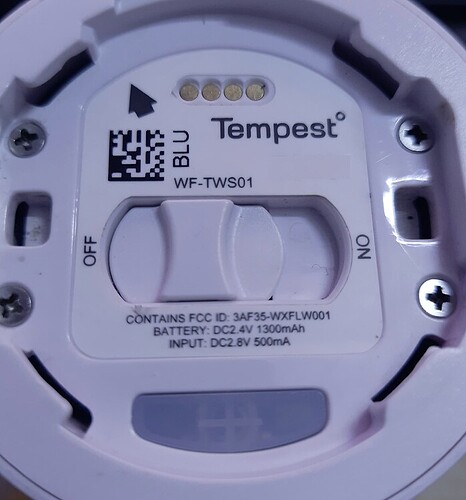 Tempest°
BLU
WF-TWS01
OFF
ON
CONTAINS FCC ID: 3AF35-WXFLW001
BATTERY: DC2.4V 1300mAh
INPUT: DC2.8V 500mA